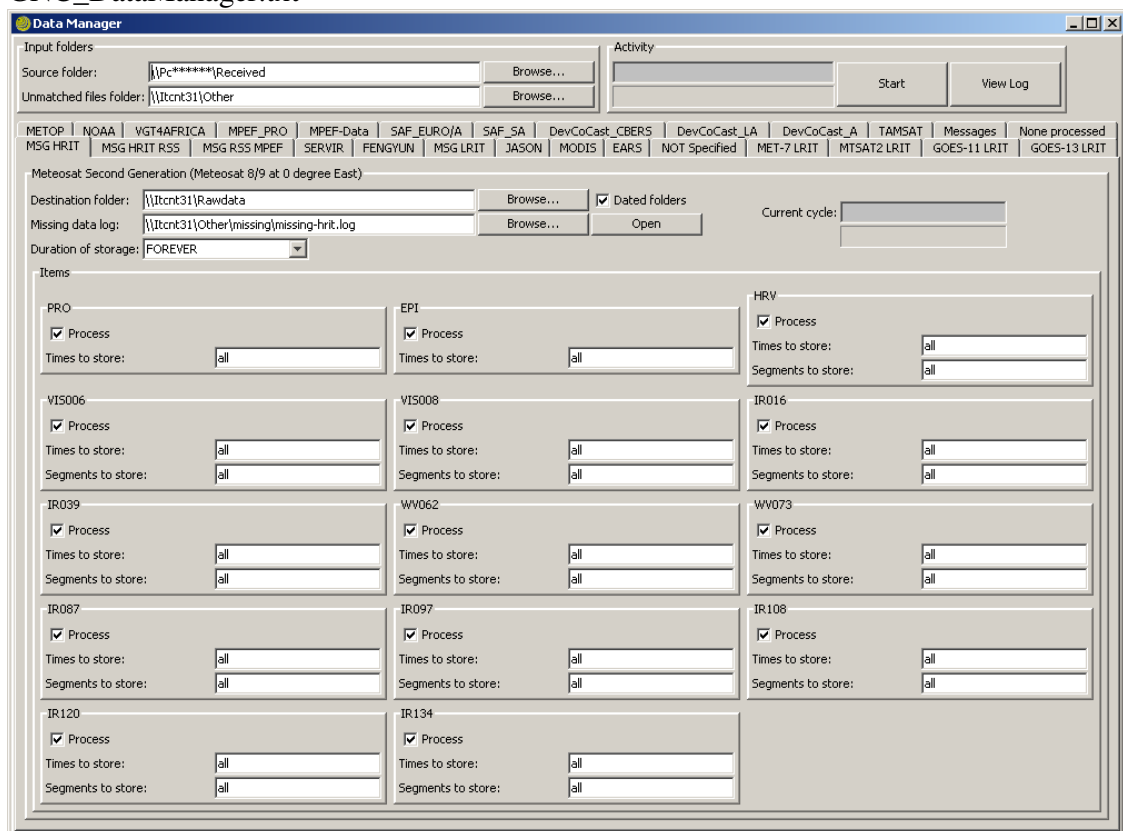 Data Manager
Input folders
Activity
Source folder: \\Pc******\Received Browse...
Start View Log
Unmatched files folder: \\Itcnt31\Other Browse...
METOP NOAA VGT4AFRICA MPEF_PRO MPEF-Data SAF_EURO/A SAF_SA DevCoCast_CBERS DevCoCast_LA DevCoCast_A TAMSAT Messages None processed
MSG HRIT MSG HRIT RSS MSG RSS MPEF SERVIR FENGYUN MSG LRIT JASON MODIS EARS NOT Specified MET-7 LRIT MTSAT2 LRIT GOES-11 LRIT GOES-13 LRIT
Meteosat Second Generation (Meteosat 8/9 at 0 degree East)
Destination folder: \\Itcnt31\Rawdata Browse... Dated folders
Current cycle:
Missing data log: \\Itcnt31\Other\missing\missing-hrit.log Browse... Open
Duration of storage: FOREVER
Items
PRO EPI HRV
Process Process Process
Times to store: all Times to store: all Times to store: all
Segments to store: all
VIS006 VIS008 IR016
Process Process Process
Times to store: all Times to store: all Times to store: all
Segments to store: all Segments to store: all Segments to store: all
IR039 WV062 WV073
Process Process Process
Times to store: all Times to store: all Times to store: all
Segments to store: all Segments to store: all Segments to store: all
IR087 IR097 IR108
Process Process Process
Times to store: all Times to store: all Times to store: all
Segments to store: all Segments to store: all Segments to store: all
IR120 IR134
Process Process
Times to store: all Times to store: all
Segments to store: all Segments to store: all